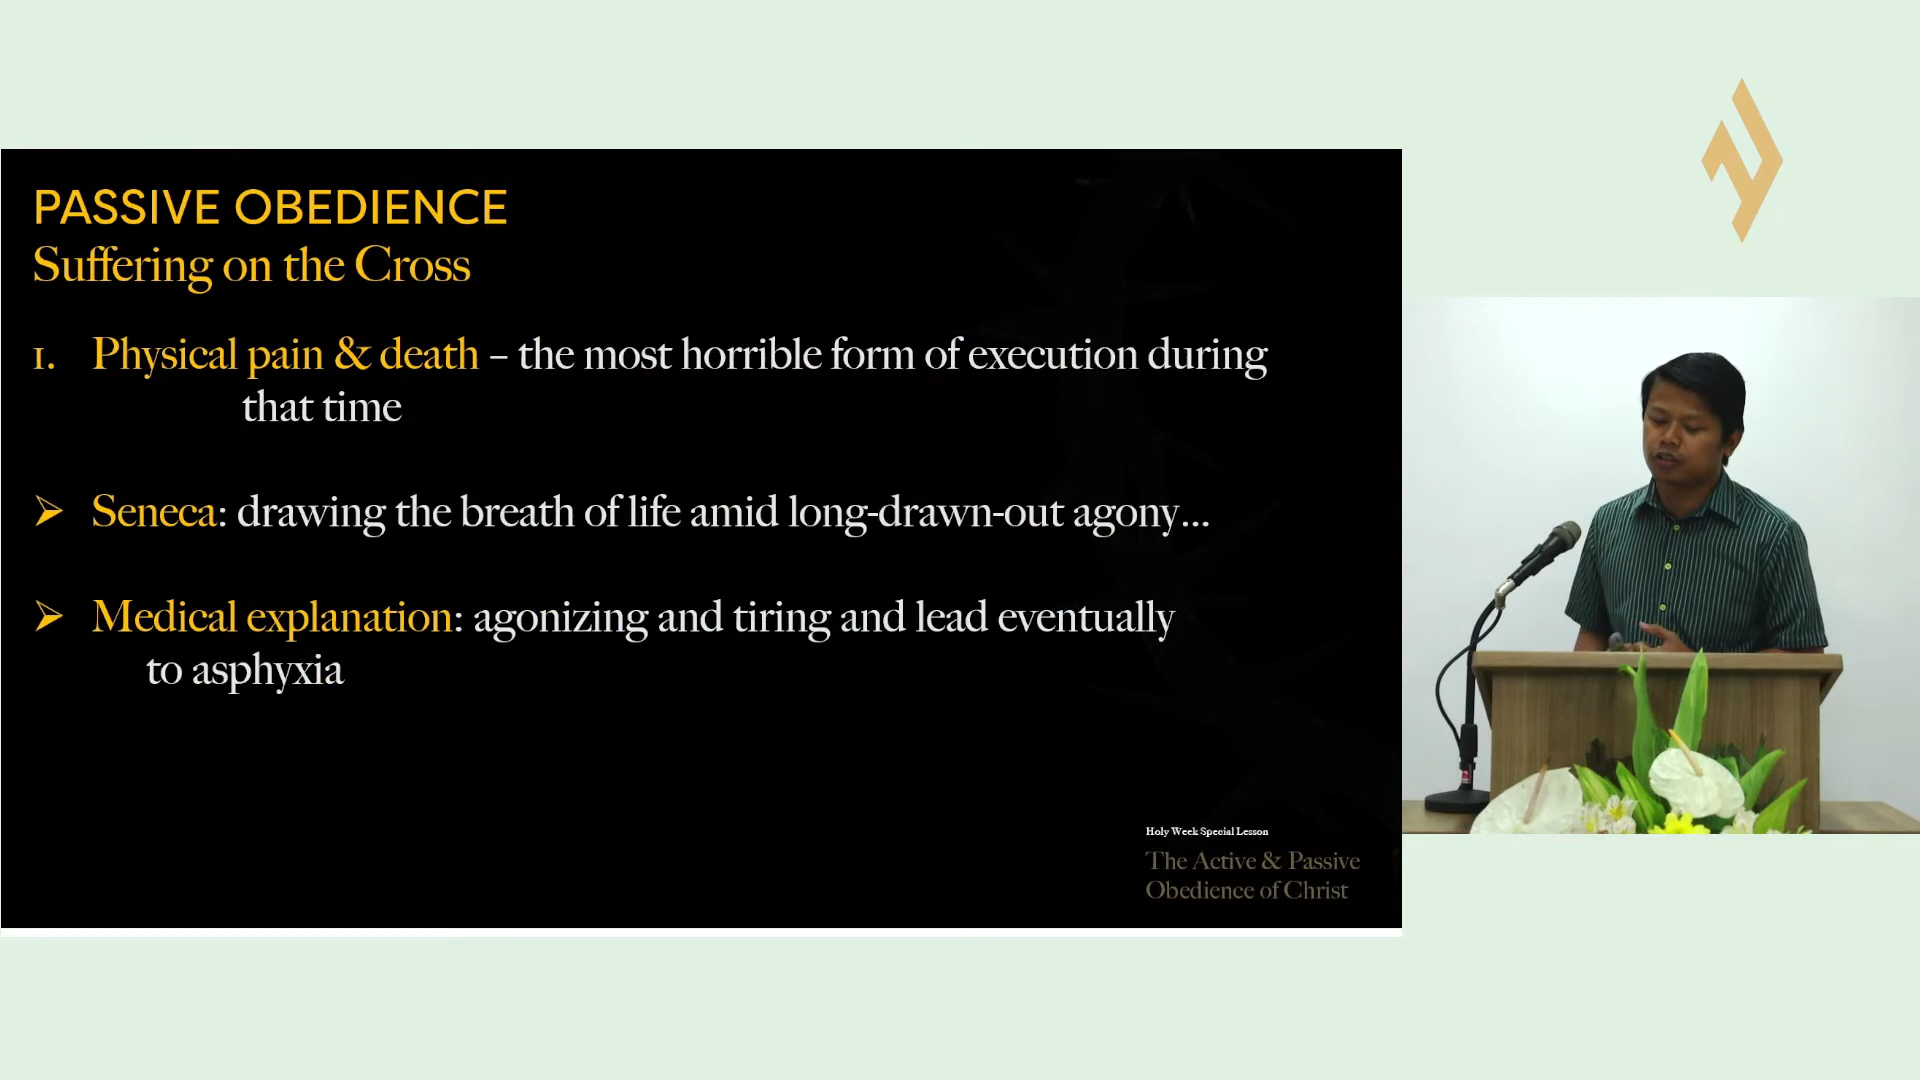 PASSIVE OBEDIENCE
Suffering on the Cross
1. Physical pain & death – the most horrible form of execution during
that time
➢ Seneca: drawing the breath of life amid long-drawn-out agony...
➢ Medical explanation: agonizing and tiring and lead eventually
to asphyxia
Holy Week Special Lesson
The Active & Passive
Obedience of Christ